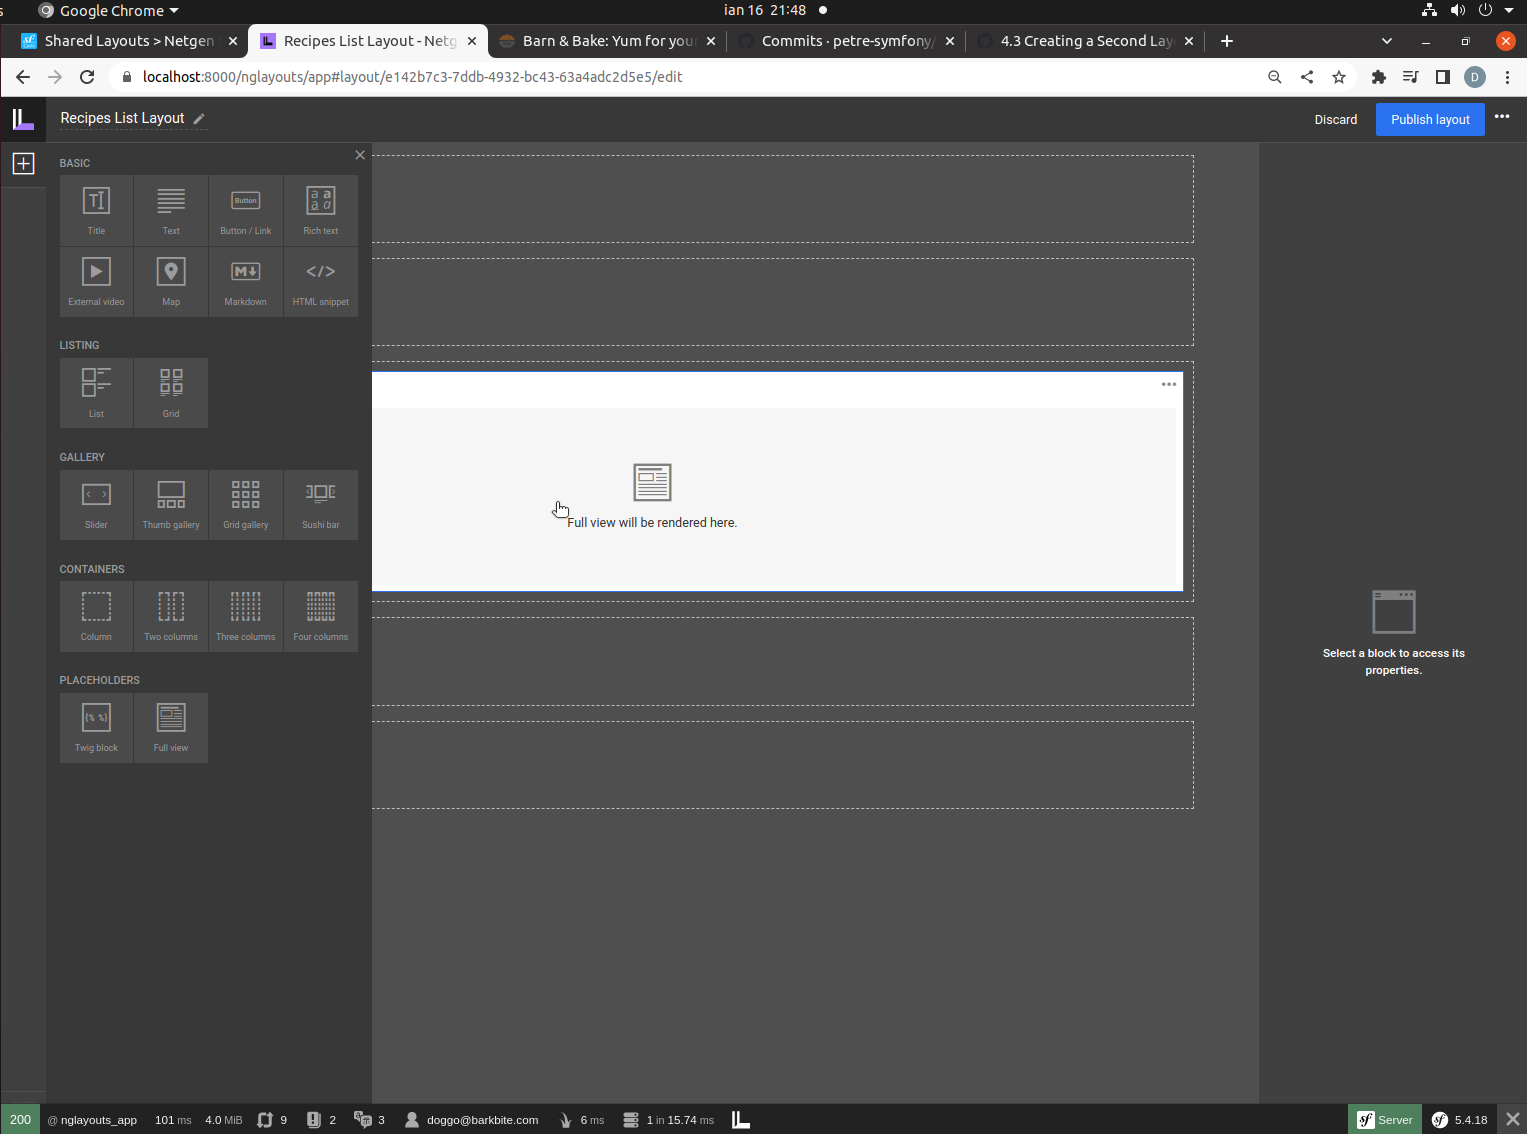 s Google Chrome ian 16 21:48
Shared Layouts > Netgen
Recipes List Layout - Netg
Barn & Bake: Yum for you
Commits · petre-symfony/
4.3 Creating a Second Lay
localhost:8000/nglayouts/app#layout/e142b7c3-7ddb-4932-bc43-63a4adc2d5e5/edit
D
Recipes List Layout
Discard
Publish layout
BASIC
Title Text Button Button / Link Rich text
External video Map Markdown HTML snippet
LISTING
List Grid
GALLERY
Slider Thumb gallery Grid gallery Sushi bar
CONTAINERS
Column Two columns Three columns Four columns
PLACEHOLDERS
Twig block Full view
Full view will be rendered here.
Select a block to access its
properties.
200 @ nglayouts_app 101 ms 4.0 MiB 9 2 3 doggo@barkbite.com 6 ms 1 in 15.74 ms sf Server sf 5.4.18